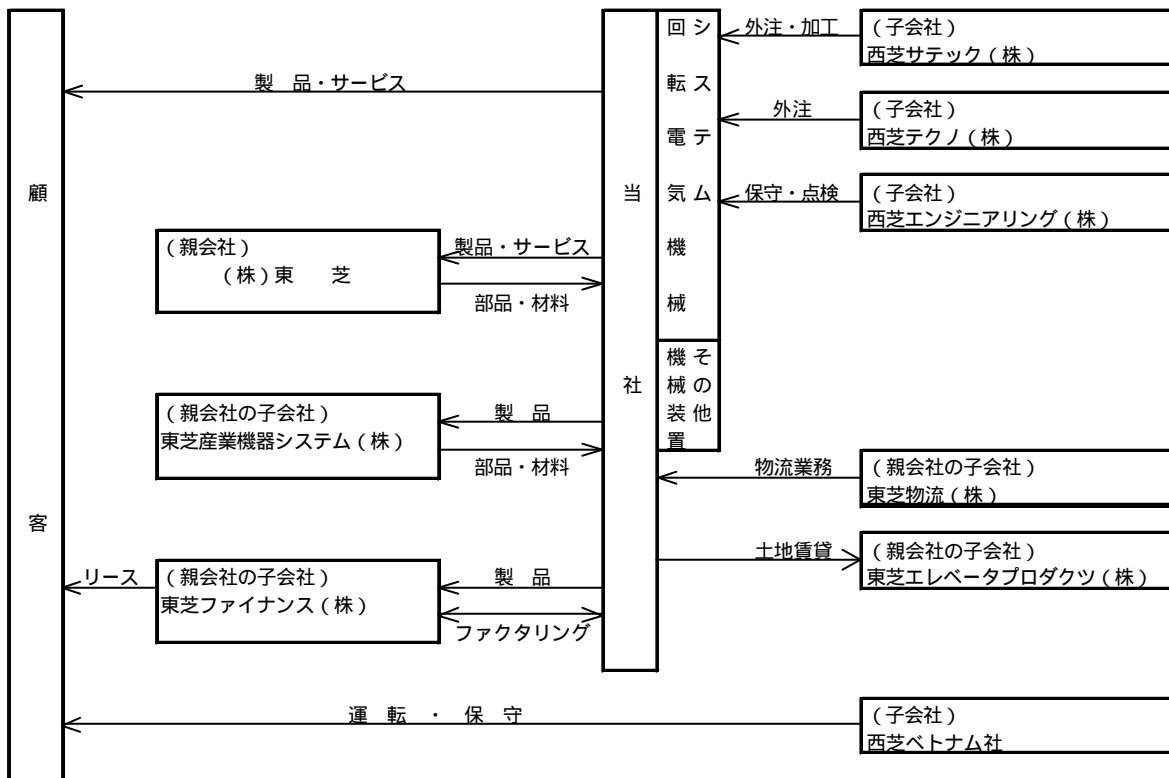 顧客
製　品・サービス
（親会社）
（株）東　　芝
製品・サービス
部品・材料
（親会社の子会社）
東芝産業機器システム（株）
製　品
部品・材料
リース
（親会社の子会社）
東芝ファイナンス（株）
製　品
ファクタリング
運　転　・　保　守
当社
回転電気機械
システム
その他の
機械装置
外注・加工
（子会社）
西芝サテック（株）
外注
（子会社）
西芝テクノ（株）
保守・点検
（子会社）
西芝エンジニアリング（株）
物流業務
（親会社の子会社）
東芝物流（株）
土地賃貸
（親会社の子会社）
東芝エレベータプロダクツ（株）
（子会社）
西芝ベトナム社